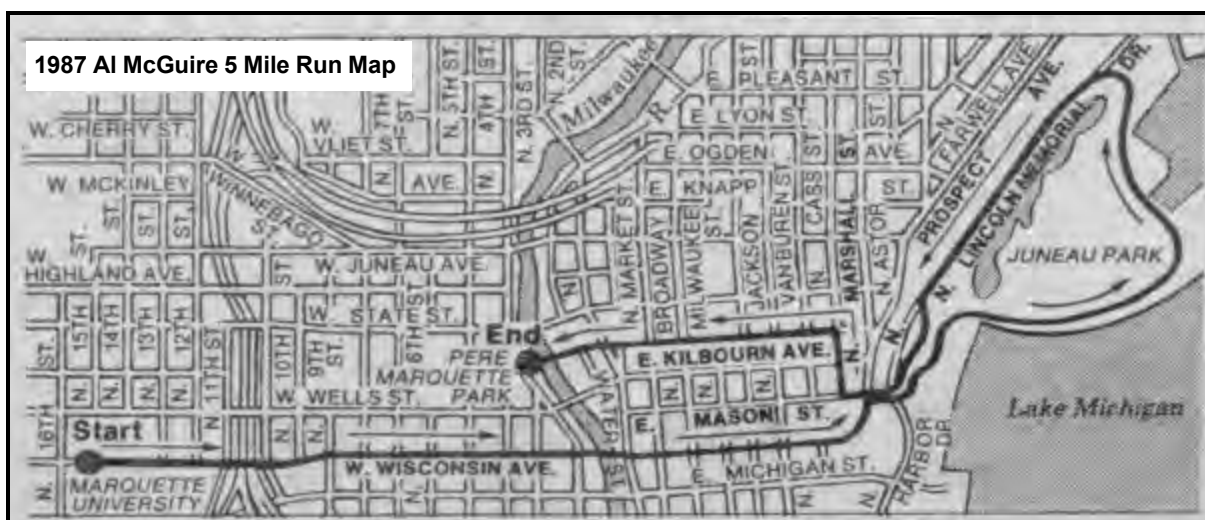 1987 Al McGuire 5 Mile Run Map
W. CHERRY ST.
W. MCKINLEY
AVE.
WINNEBAGO
ST.
W.
HIGHLAND AVE.
W. JUNEAU AVE.
W.
VLIET ST.
W.
STATE ST.
W. WELLS ST.
W. WISCONSIN AVE.
N. 16TH ST.
N. 15TH ST.
N. 14TH ST.
N. 13TH ST.
N. 12TH ST.
N. 11TH ST.
N. 10TH ST.
N. 9TH ST.
N. 7TH ST.
N. 6TH ST.
N. 5TH ST.
N. 4TH ST.
N. 3RD ST.
N. 2ND ST.
Milwaukee R.
E. PLEASANT ST.
E. LYON ST.
E. OGDEN AVE.
E. KNAPP ST.
N. MARKET ST.
BROADWAY
MILWAUKEE ST.
JACKSON
VAN BUREN ST.
N. CASS ST.
N. MARSHALL ST.
N. ASTOR ST.
N. FARWELL AVE.
N. PROSPECT AVE.
N. LINCOLN MEMORIAL DR.
JUNEAU PARK
End
PERE
MARQUETTE
PARK
E. KILBOURN AVE.
E. MASON ST.
E. MICHIGAN ST.
WATER ST.
N. HARBOR DR.
Lake Michigan
Start
MARQUETTE
UNIVERSITY